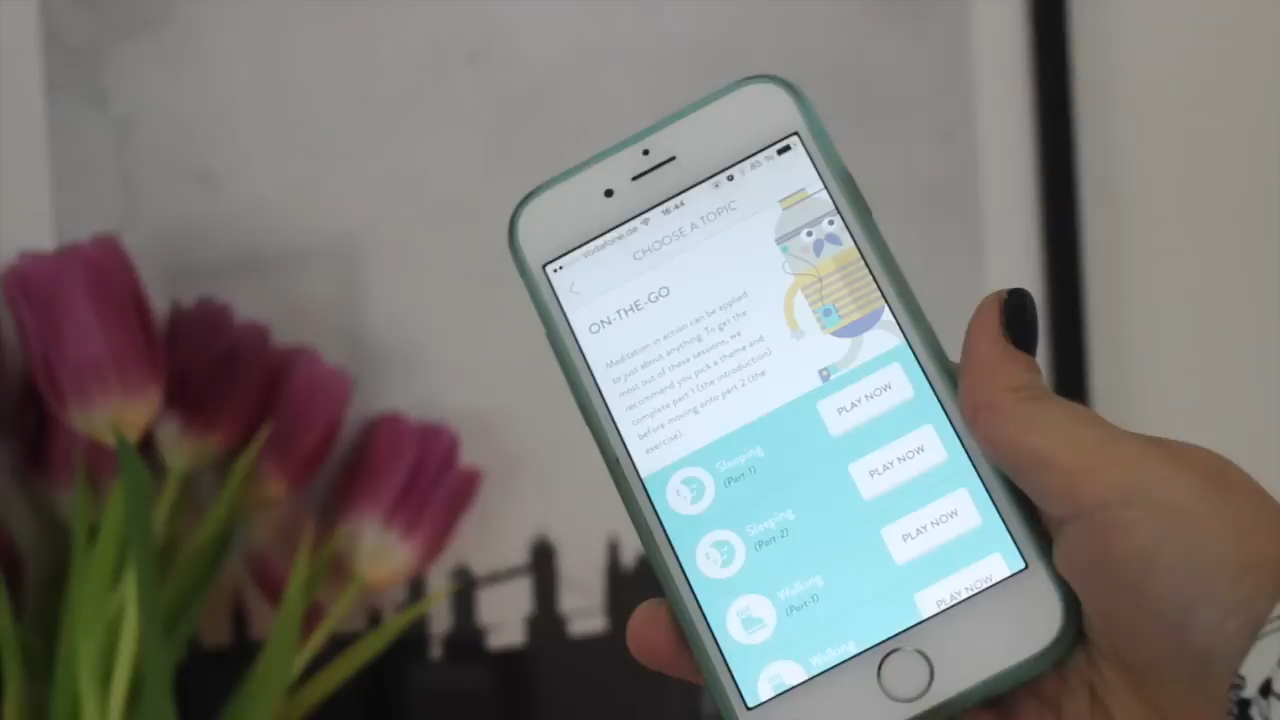 vodafone.de 16:44 85 %
CHOOSE A TOPIC
ON-THE-GO
Meditation in action can be applied
to just about anything. To get the
most out of these sessions, we
recommend you pick a theme and
complete part 1 (the introduction)
before moving onto part 2 (the
exercise).
Sleeping
(Part 1)
PLAY NOW
Sleeping
(Part 2)
PLAY NOW
Walking
(Part 1)
PLAY NOW
Walking
PLAY NOW